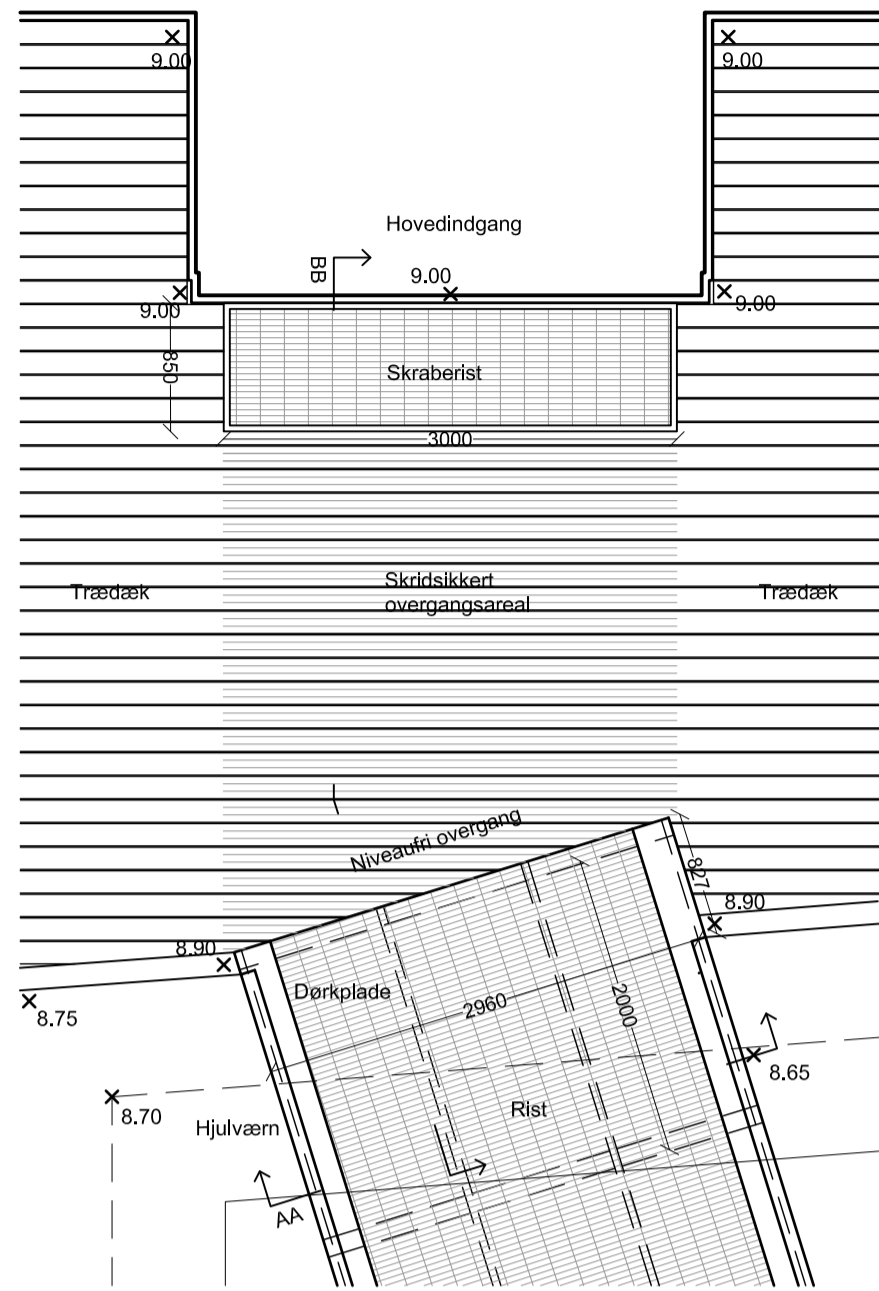 9.00
9.00
Hovedindgang
BB
9.00
9.00
9.00
850
Skraberist
3000
Trædæk
Skridsikkert
overgangsareal
Trædæk
Niveaufri overgang
827
8.90
8.90
Dørkplade
2960
2000
8.75
8.65
8.70
Rist
Hjulværn
AA